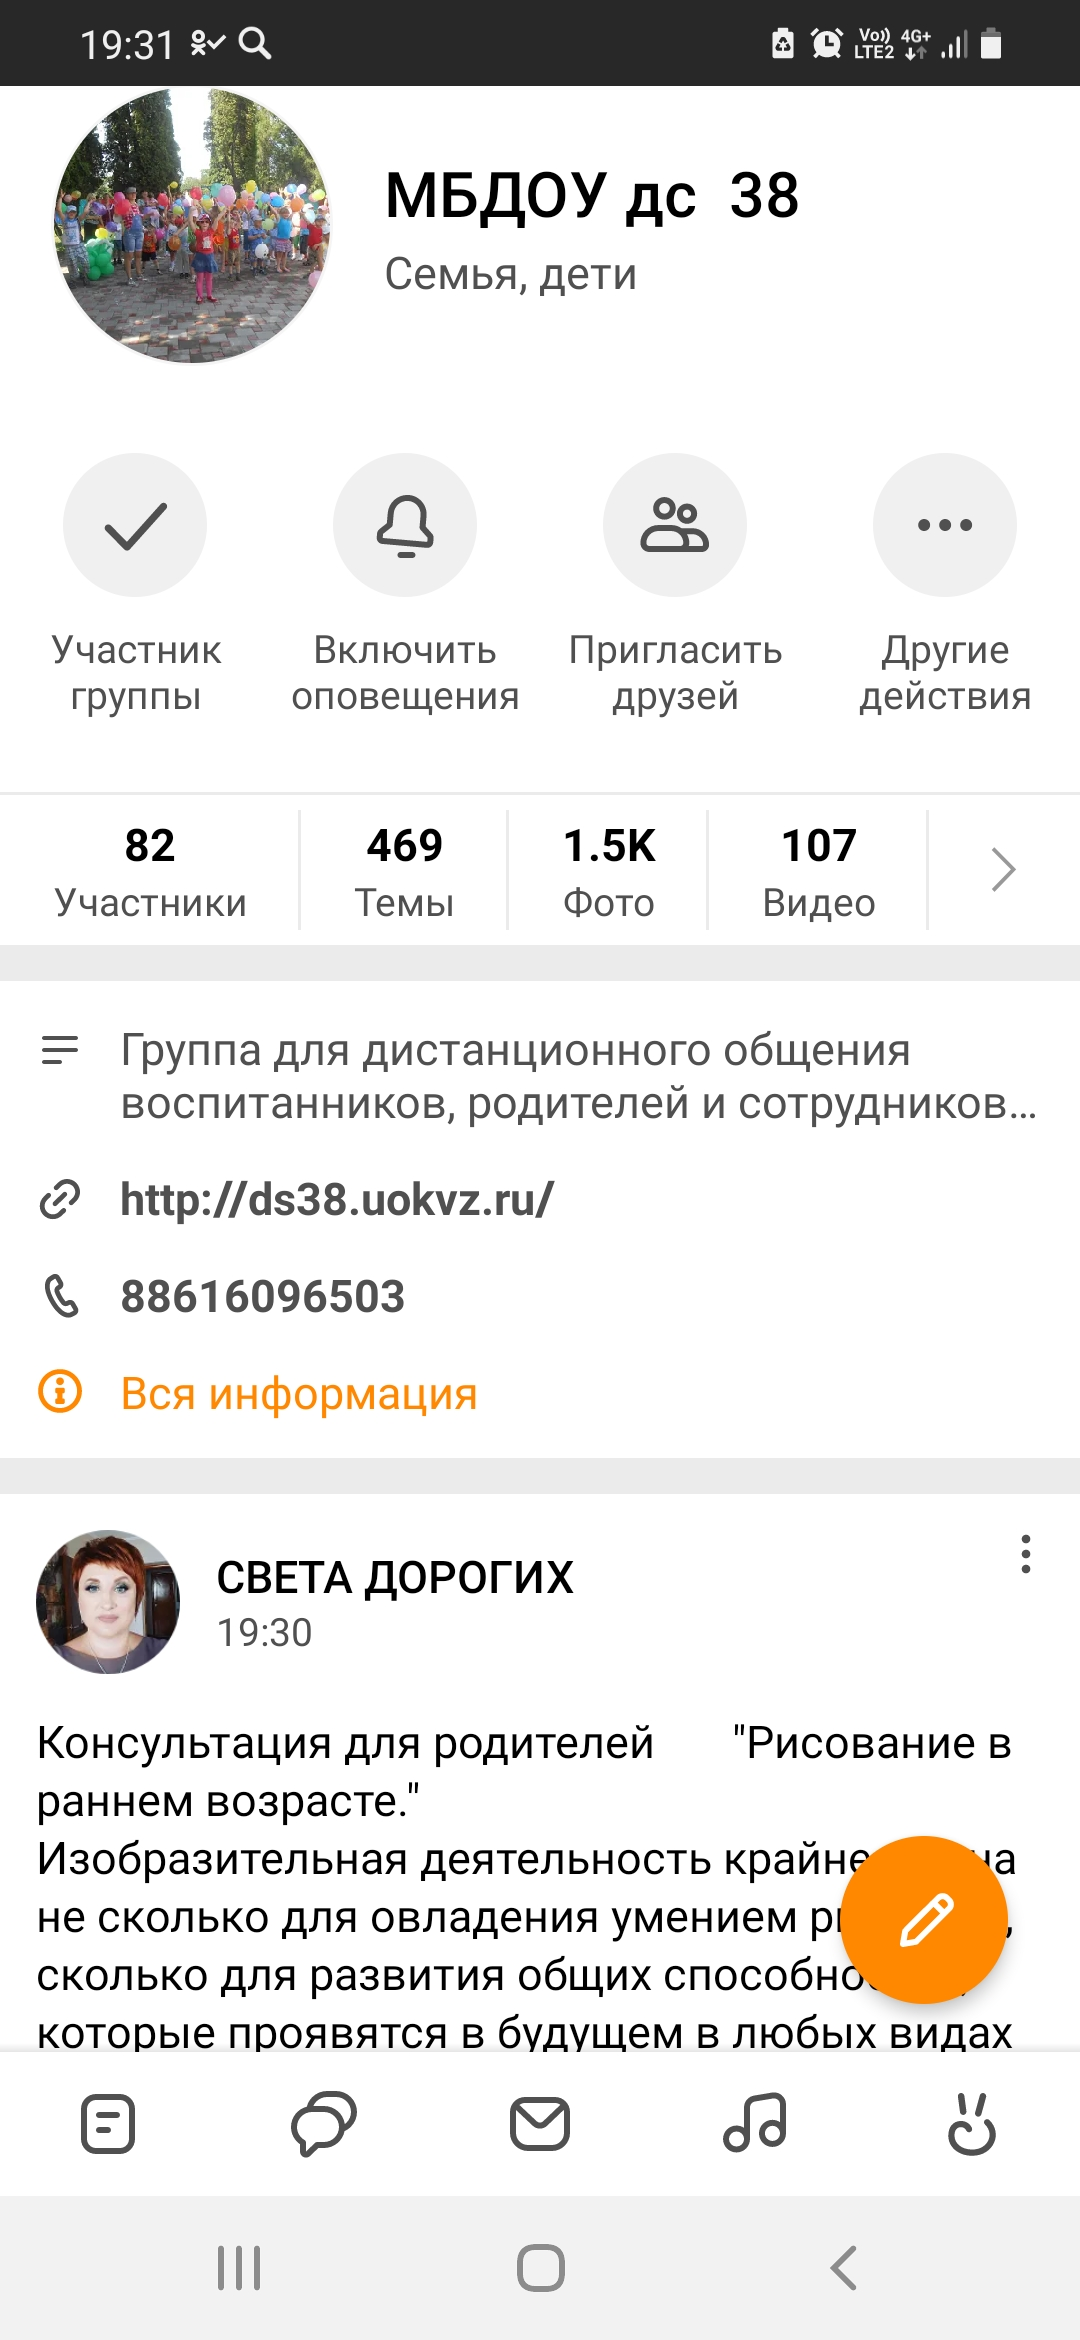 19:31
Vo)) 4G+
LTE2
МБДОУ дс 38
Семья, дети
Участник группы
Включить оповещения
Пригласить друзей
Другие действия
82 469 1.5K 107
Участники Темы Фото Видео
Группа для дистанционного общения
воспитанников, родителей и сотрудников...
http://ds38.uokvz.ru/
88616096503
Вся информация
СВЕТА ДОРОГИХ
19:30
Консультация для родителей "Рисование в
раннем возрасте."
Изобразительная деятельность
не сколько для овладения умением
сколько для развития общих
которые проявятся в будущем в любых видах